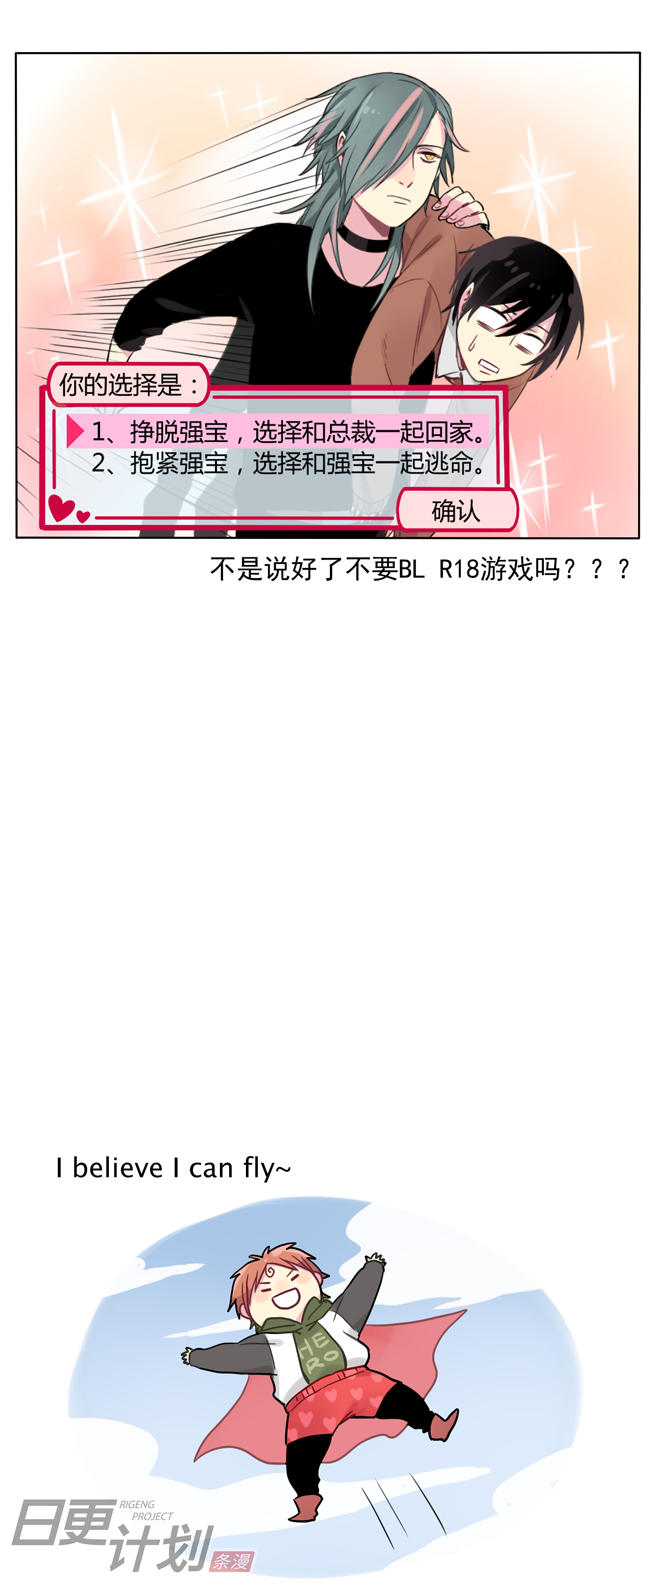 你的选择是：
1、挣脱强宝，选择和总裁一起回家。
2、抱紧强宝，选择和强宝一起逃命。
确认
不是说好了不要BL R18游戏吗？？？
I believe I can fly~
HE
RO
日更
RIGENG
PROJECT
计划
条漫